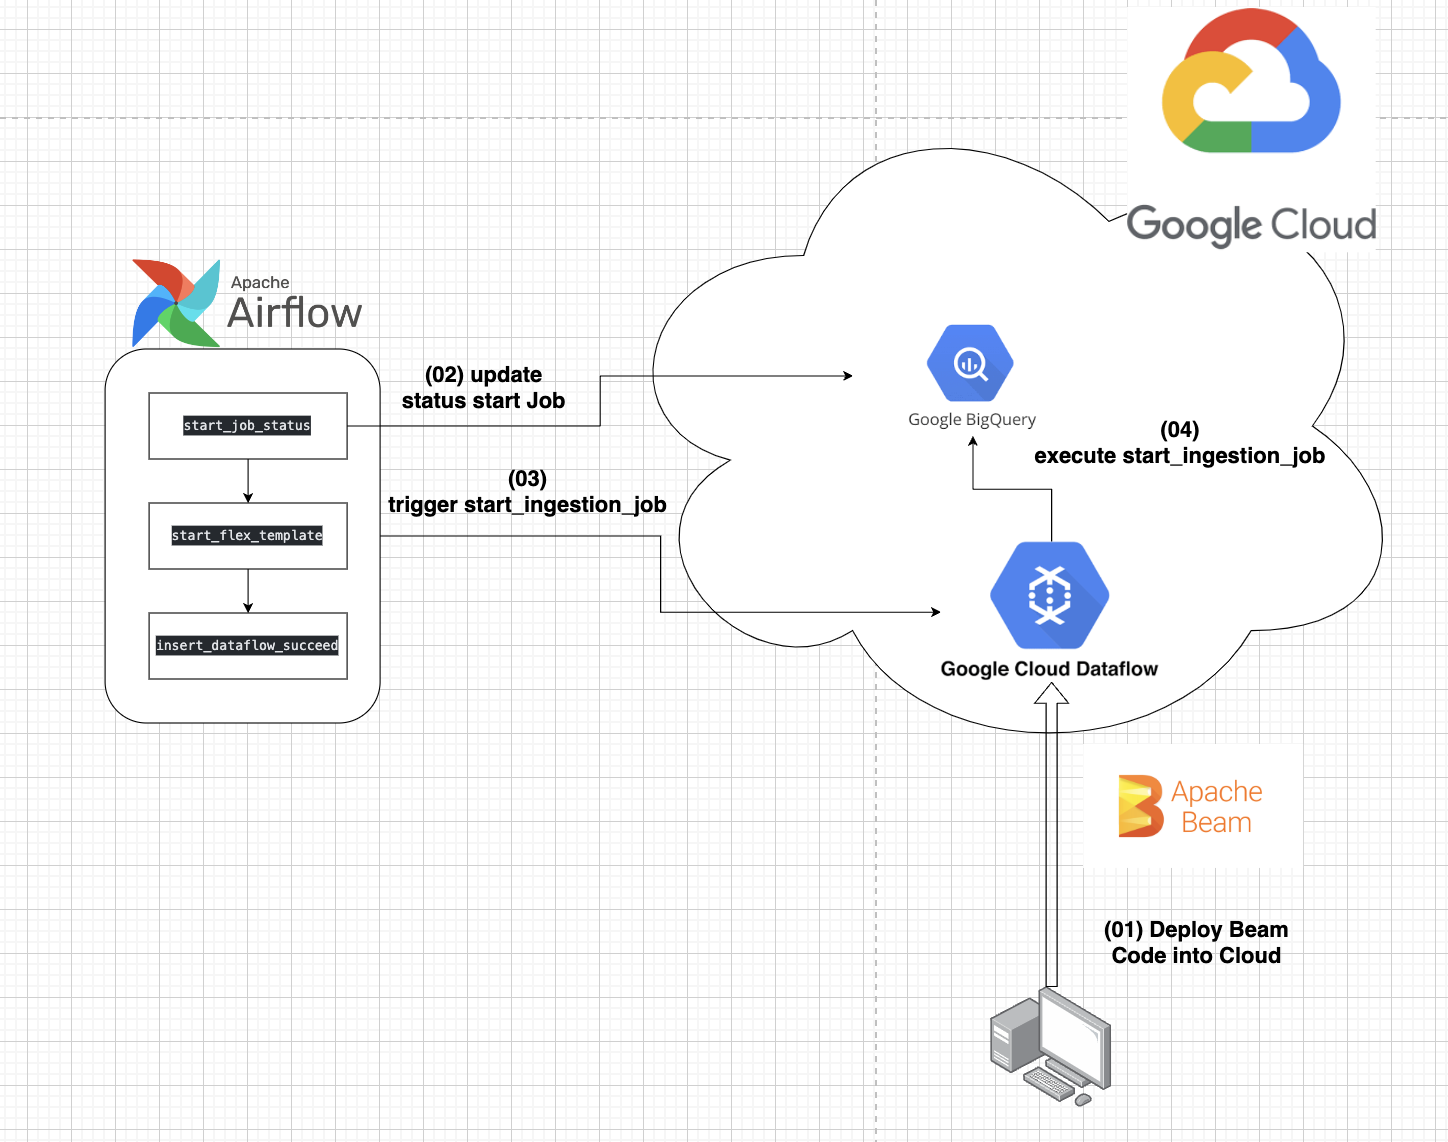 Google Cloud
Apache
Airflow
start_job_status
start_flex_template
insert_dataflow_succeed
(02) update
status start Job
(03)
trigger start_ingestion_job
Google BigQuery
(04)
execute start_ingestion_job
Google Cloud Dataflow
Apache
Beam
(01) Deploy Beam
Code into Cloud